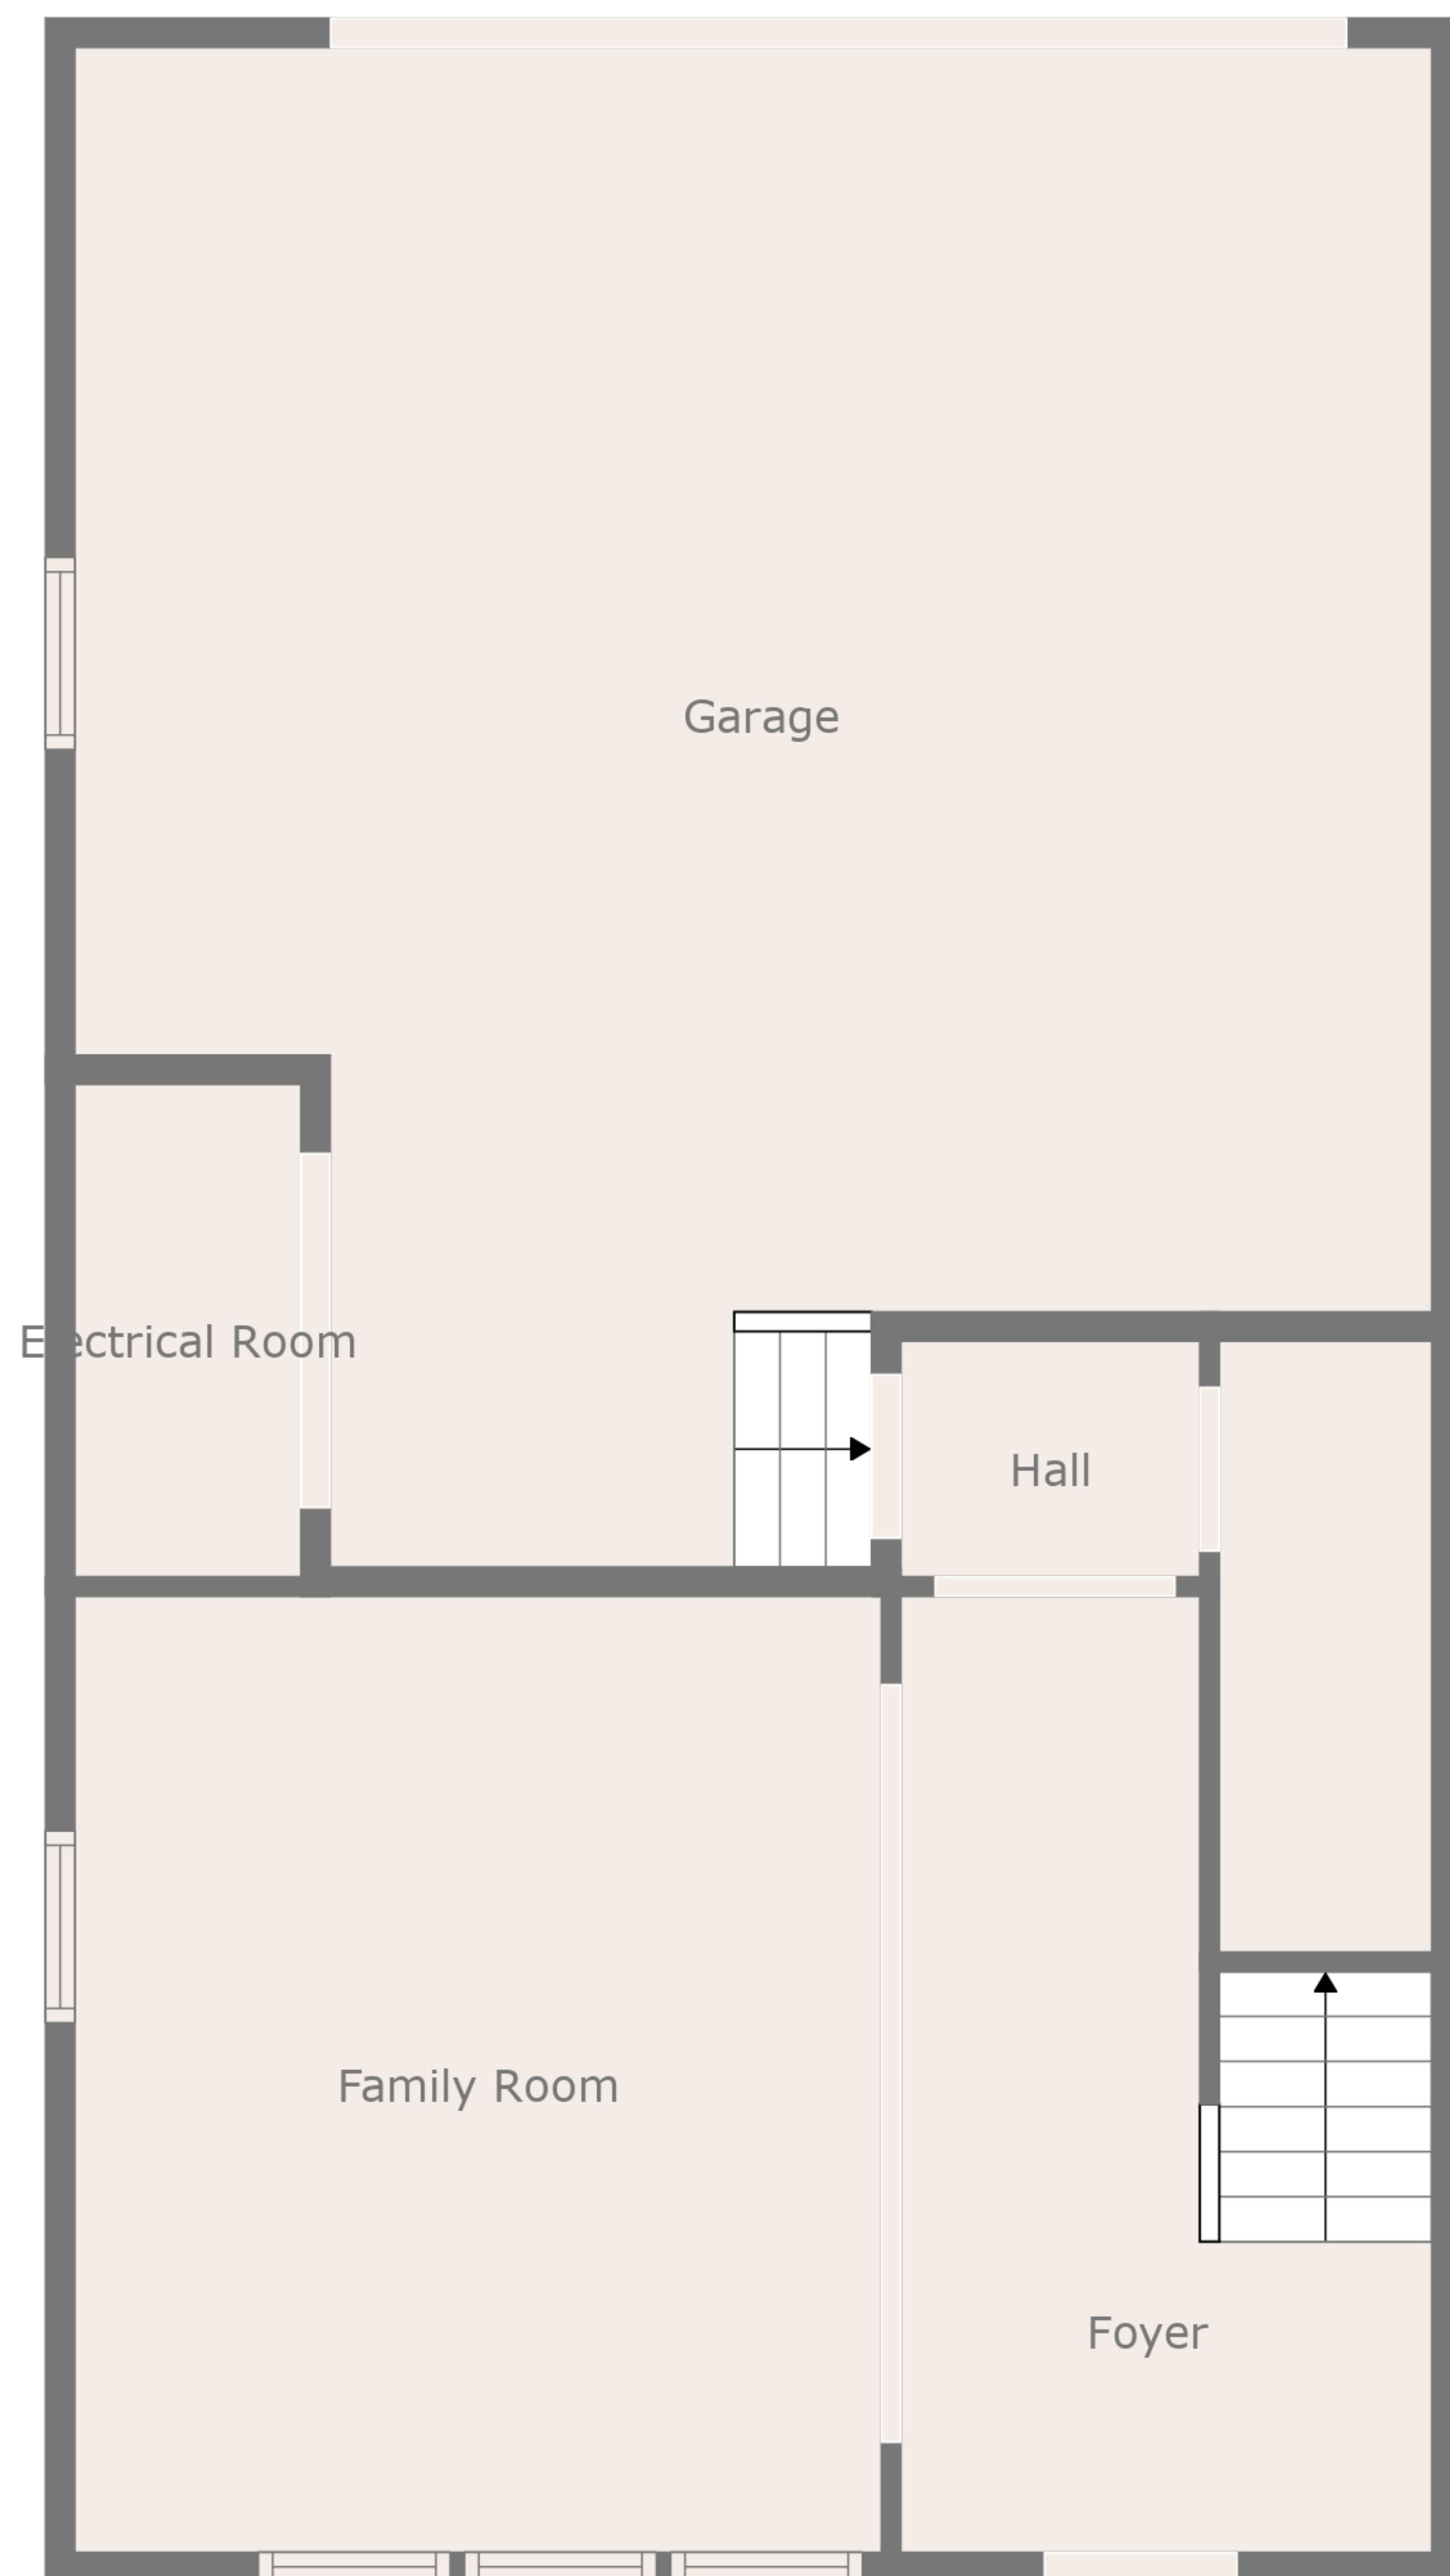 Garage
Electrical Room
Hall
Family Room
Foyer